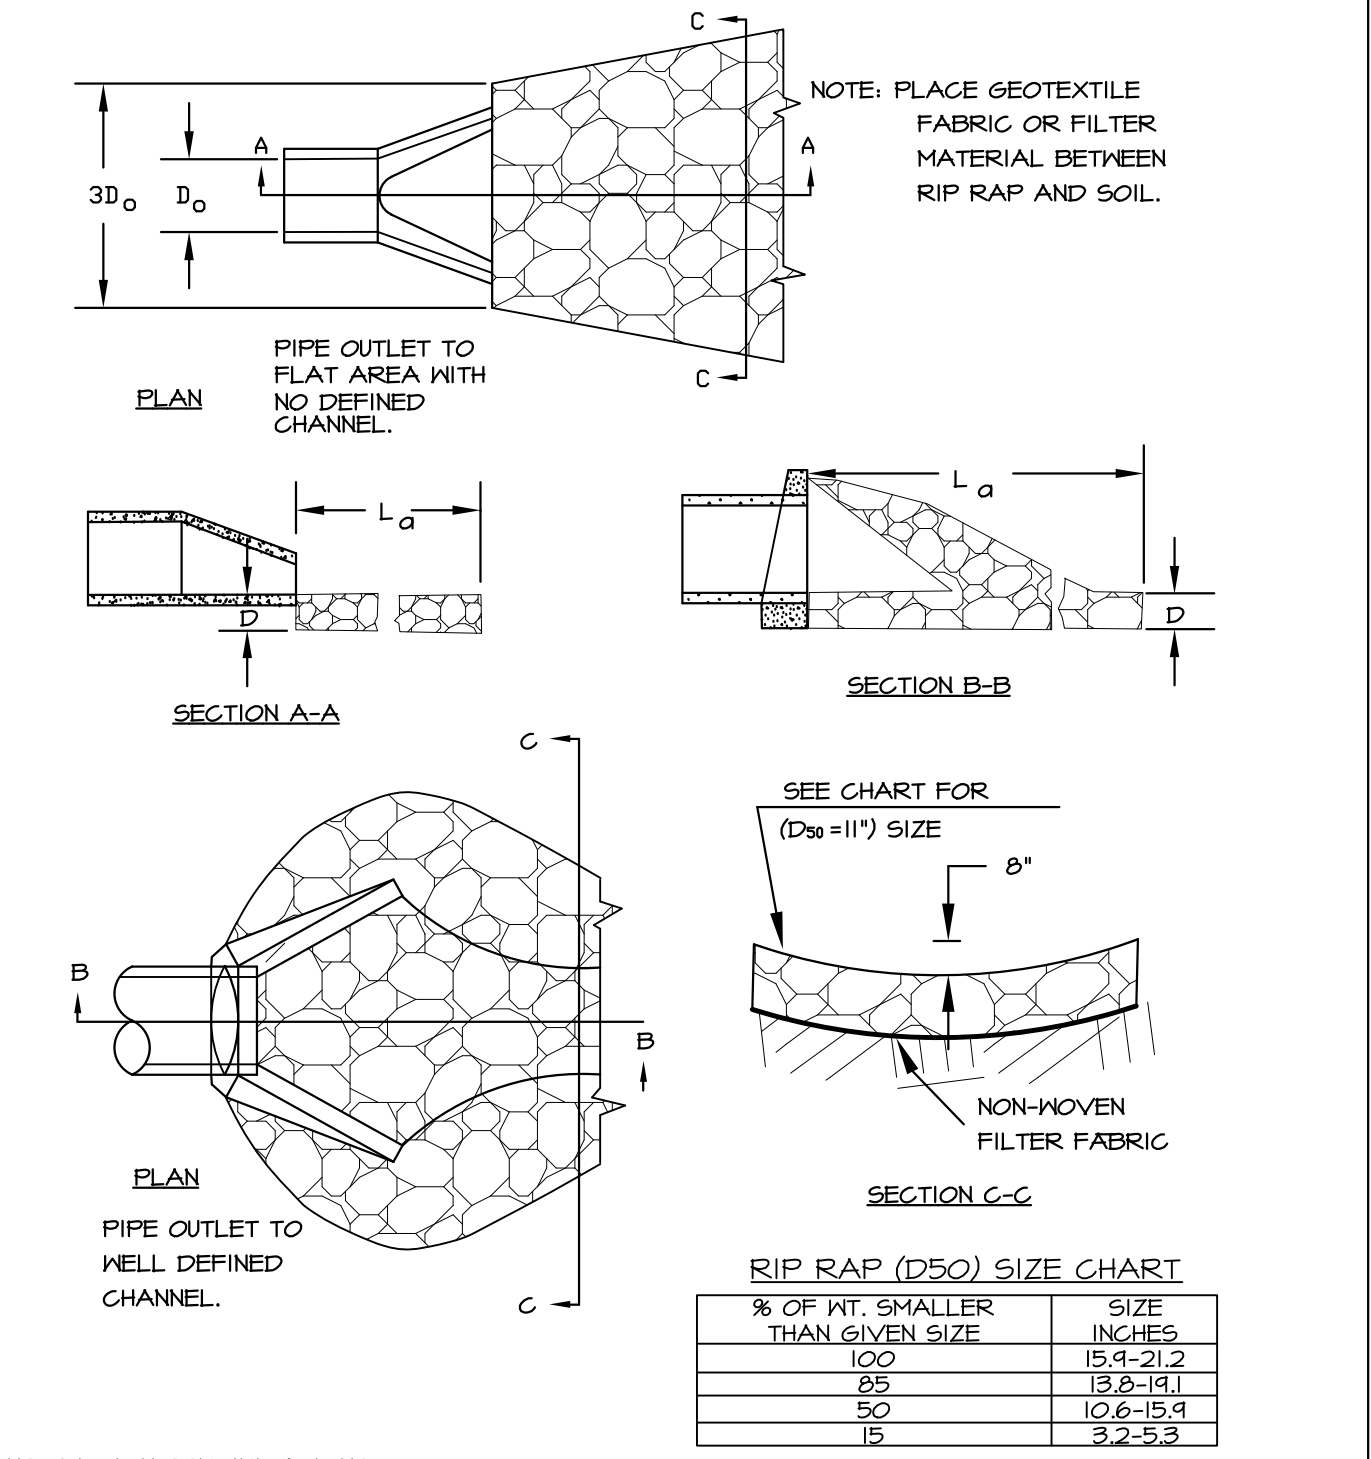 C
NOTE: PLACE GEOTEXTILE
FABRIC OR FILTER
MATERIAL BETWEEN
RIP RAP AND SOIL.
A
A
3Do
Do
C
PIPE OUTLET TO
FLAT AREA WITH
NO DEFINED
CHANNEL.
PLAN
La
D
SECTION A-A
La
D
SECTION B-B
C
B
B
C
PLAN
PIPE OUTLET TO
WELL DEFINED
CHANNEL.
SEE CHART FOR
(D50 =11") SIZE
8"
NON-WOVEN
FILTER FABRIC
SECTION C-C
RIP RAP (D50) SIZE CHART
% OF WT. SMALLER
THAN GIVEN SIZE
SIZE
INCHES
100 15.9-21.2
85 13.8-19.1
50 10.6-15.9
15 3.2-5.3